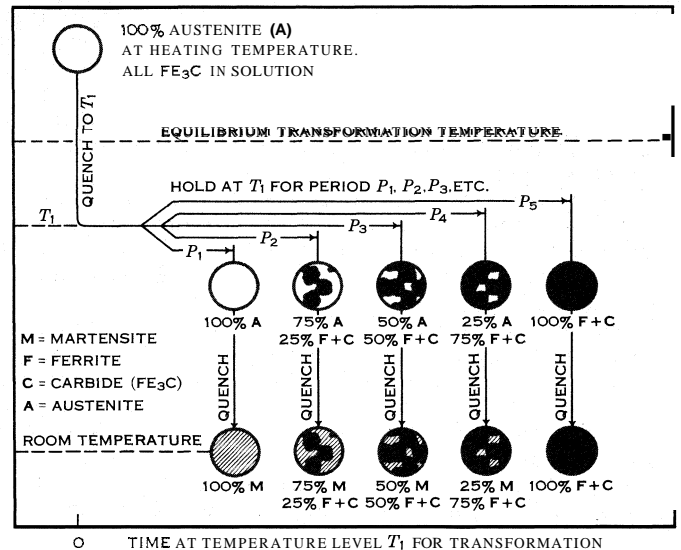 100% AUSTENITE (A)
AT HEATING TEMPERATURE.
ALL FE₃C IN SOLUTION
QUENCH TO T₁
EQUILIBRIUM TRANSFORMATION TEMPERATURE
HOLD AT T₁ FOR PERIOD P₁, P₂, P₃, ETC.
T₁
P₅
P₄
P₃
P₂
P₁
100% A
75% A
25% F+C
50% A
50% F+C
25% A
75% F+C
100% F+C
M = MARTENSITE
F = FERRITE
C = CARBIDE (FE₃C)
A = AUSTENITE
QUENCH
QUENCH
QUENCH
QUENCH
QUENCH
ROOM TEMPERATURE
100% M
75% M
25% F+C
50% M
50% F+C
25% M
75% F+C
100% F+C
O TIME AT TEMPERATURE LEVEL T₁ FOR TRANSFORMATION